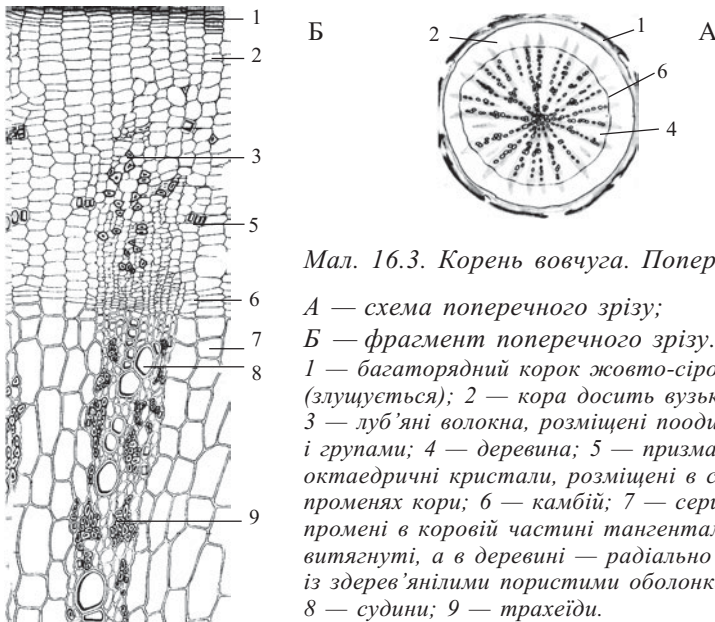 1
2
3
5
6
7
8
9
Б
А
2
1
6
4
Мал. 16.3. Корень вовчуга. Попер
А — схема поперечного зрізу;
Б — фрагмент поперечного зрізу.
1 — багаторядний корок жовто-сіро
(злущується); 2 — кора досить вузьк
3 — луб’яні волокна, розміщені пооди
і групами; 4 — деревина; 5 — призма
октаедричні кристали, розміщені в с
променях кори; 6 — камбій; 7 — сер
промені в коровій частині тангентал
витягнуті, а в деревині — радіально
із здерев’янілими пористими оболонк
8 — судини; 9 — трахеїди.